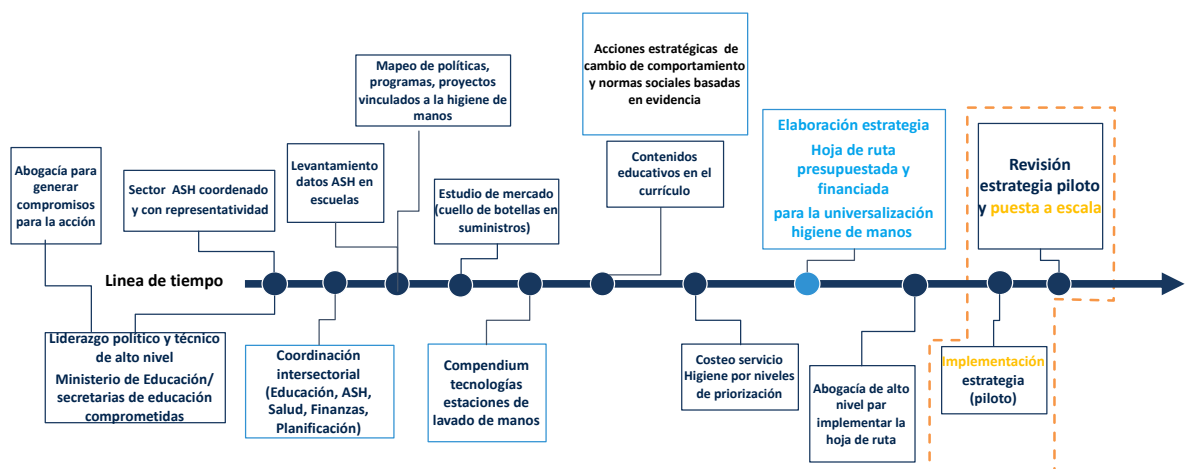 Acciones estratégicas de
cambio de comportamiento
y normas sociales basadas
en evidencia
Mapeo de políticas,
programas, proyectos
vinculados a la higiene de
manos
Elaboración estrategia
Hoja de ruta
presupuestada y
financiada
para la universalización
higiene de manos
Revisión
estrategia piloto
y puesta a escala
Abogacía para
generar
compromisos
para la acción
Sector ASH coordenado
y con representatividad
Levantamiento
datos ASH en
escuelas
Estudio de mercado
(cuello de botellas en
suministros)
Contenidos
educativos en el
currículo
Linea de tiempo
Liderazgo político y técnico
de alto nivel
Ministerio de Educación/
secretarias de educación
comprometidas
Coordinación
intersectorial
(Educación, ASH,
Salud, Finanzas,
Planificación)
Compendium
tecnologías
estaciones de
lavado de manos
Costeo servicio
Higiene por niveles
de priorización
Abogacía de alto
nivel par
implementar la
hoja de ruta
Implementación
estrategia
(piloto)